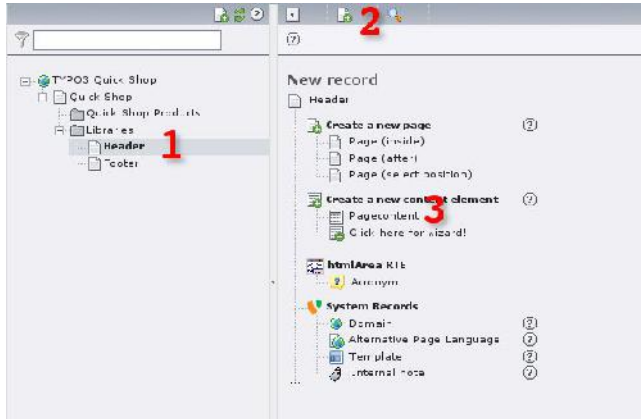 TYPO3 Quick Shop
Quick Shop
Quick Shop Products
Libraries
Header
Footer
1
2
New record
Header
Create a new page
Page (inside)
Page (after)
Page (select position)
Create a new content element
Pagecontent
3
Click here for wizard!
htmlArea RTE
Acronym
System Records
Domain
Alternative Page Language
Template
Internal note